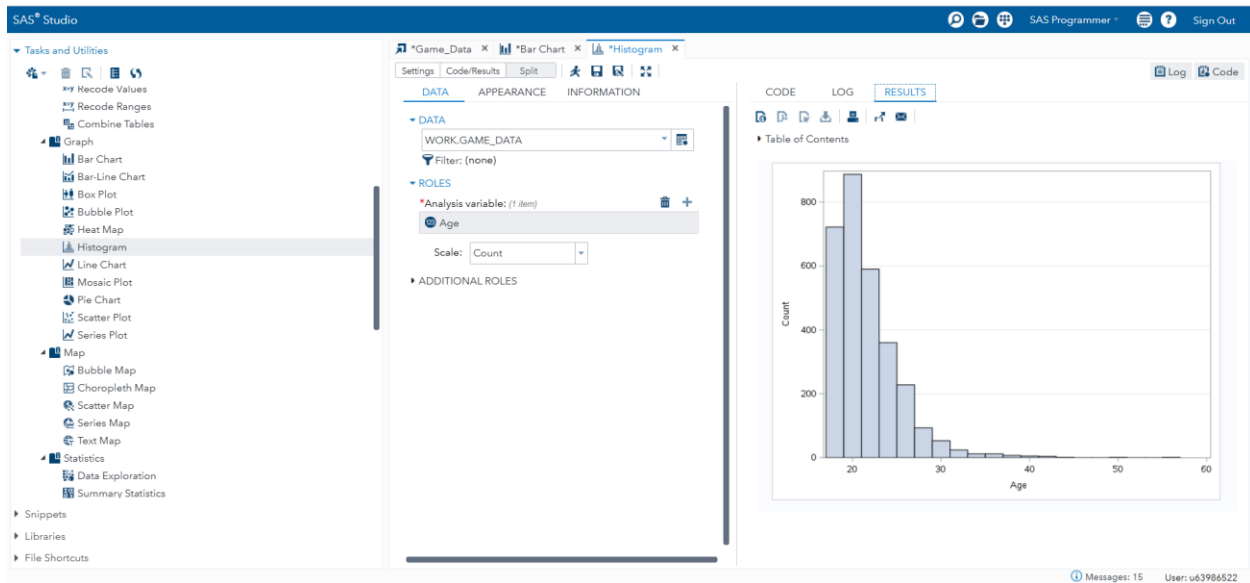 SAS® Studio
SAS Programmer
Sign Out
Tasks and Utilities
Recode Values
Recode Ranges
Combine Tables
Graph
Bar Chart
Bar-Line Chart
Box Plot
Bubble Plot
Heat Map
Histogram
Line Chart
Mosaic Plot
Pie Chart
Scatter Plot
Series Plot
Map
Bubble Map
Choropleth Map
Scatter Map
Series Map
Text Map
Statistics
Data Exploration
Summary Statistics
Snippets
Libraries
File Shortcuts
*Game_Data × *Bar Chart × *Histogram ×
Settings Code/Results Split
Log Code
DATA APPEARANCE INFORMATION
DATA
WORK.GAME_DATA
Filter: (none)
ROLES
*Analysis variable: (1 item)
Age
Scale: Count
ADDITIONAL ROLES
CODE LOG RESULTS
Table of Contents
800
600
400
200
0
Count
20 30 40 50 60
Age
Messages: 15 User: u63986522